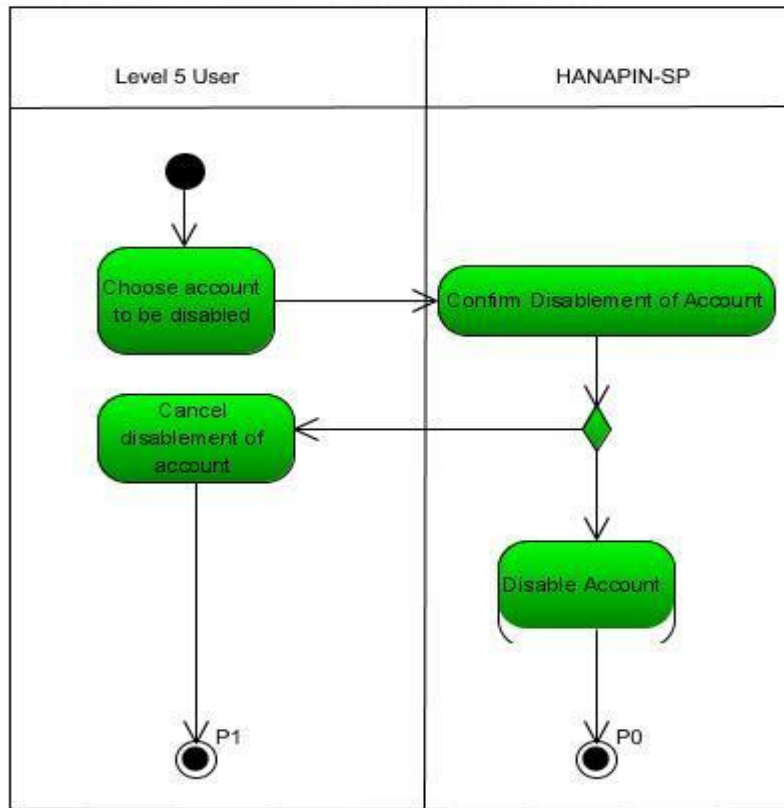 Level 5 User
HANAPIN-SP
Choose account
to be disabled
Confirm Disablement of Account
Cancel
disablement of
account
Disable Account
P1
P0